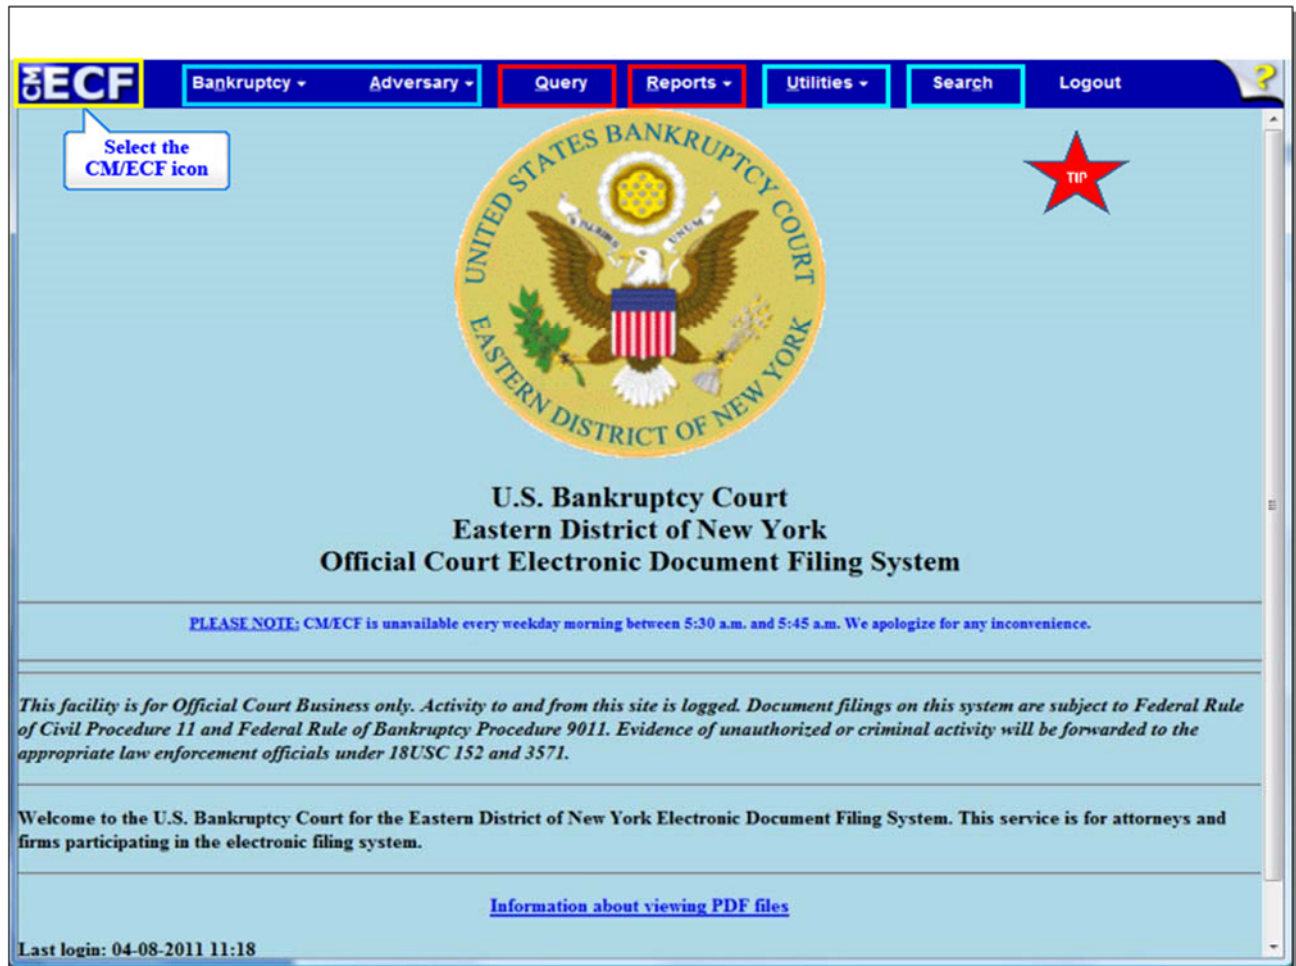 CM ECF Bankruptcy Adversary Query Reports Utilities Search Logout ?
Select the
CM/ECF icon
TIP
UNITED STATES BANKRUPTCY COURT
EASTERN DISTRICT OF NEW YORK
U.S. Bankruptcy Court
Eastern District of New York
Official Court Electronic Document Filing System
PLEASE NOTE: CM/ECF is unavailable every weekday morning between 5:30 a.m. and 5:45 a.m. We apologize for any inconvenience.
This facility is for Official Court Business only. Activity to and from this site is logged. Document filings on this system are subject to Federal Rule
of Civil Procedure 11 and Federal Rule of Bankruptcy Procedure 9011. Evidence of unauthorized or criminal activity will be forwarded to the
appropriate law enforcement officials under 18USC 152 and 3571.
Welcome to the U.S. Bankruptcy Court for the Eastern District of New York Electronic Document Filing System. This service is for attorneys and
firms participating in the electronic filing system.
Information about viewing PDF files
Last login: 04-08-2011 11:18